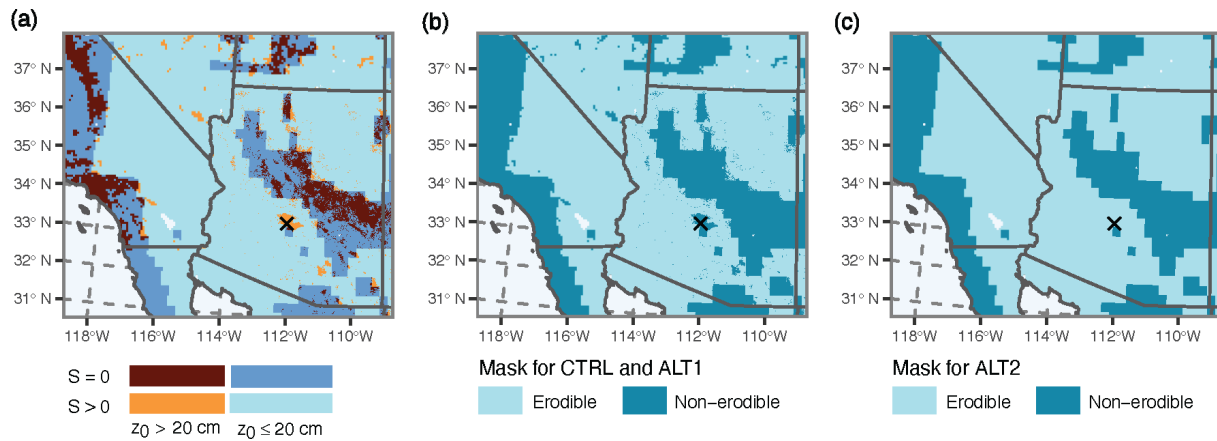 (a)
(b)
(c)
37° N
36° N
35° N
34° N
33° N
32° N
31° N
118°W 116°W 114°W 112°W 110°W
37° N
36° N
35° N
34° N
33° N
32° N
31° N
118°W 116°W 114°W 112°W 110°W
37° N
36° N
35° N
34° N
33° N
32° N
31° N
118°W 116°W 114°W 112°W 110°W
S = 0
S > 0
z₀ > 20 cm z₀ ≤ 20 cm
Mask for CTRL and ALT1
Erodible Non−erodible
Mask for ALT2
Erodible Non−erodible